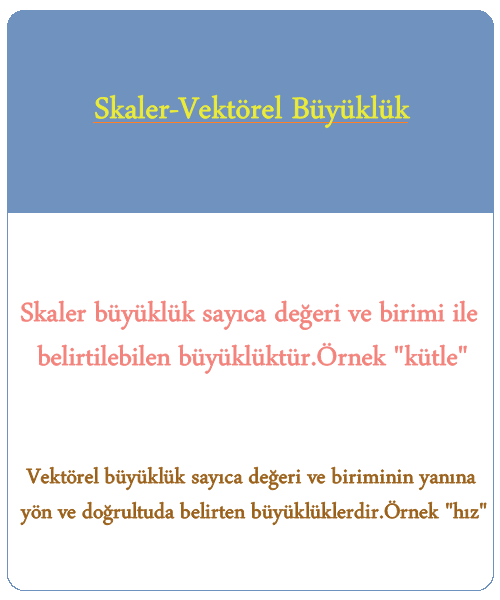 Skaler-Vektörel Büyüklük
Skaler büyüklük sayıca değeri ve birimi ile
belirtilebilen büyüklüktür.Örnek "kütle"
Vektörel büyüklük sayıca değeri ve biriminin yanına
yön ve doğrultuda belirten büyüklüklerdir.Örnek "hız"